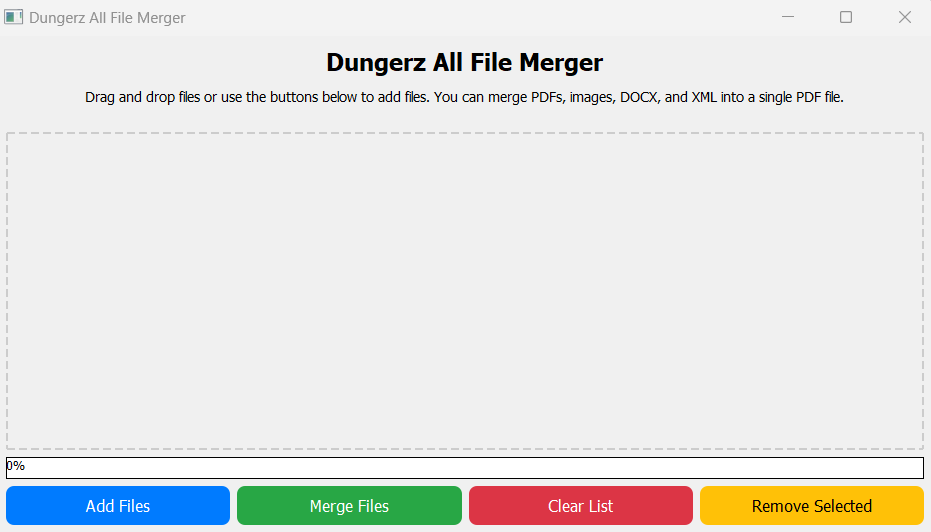 Dungerz All File Merger
Dungerz All File Merger
Drag and drop files or use the buttons below to add files. You can merge PDFs, images, DOCX, and XML into a single PDF file.
0%
Add Files
Merge Files
Clear List
Remove Selected